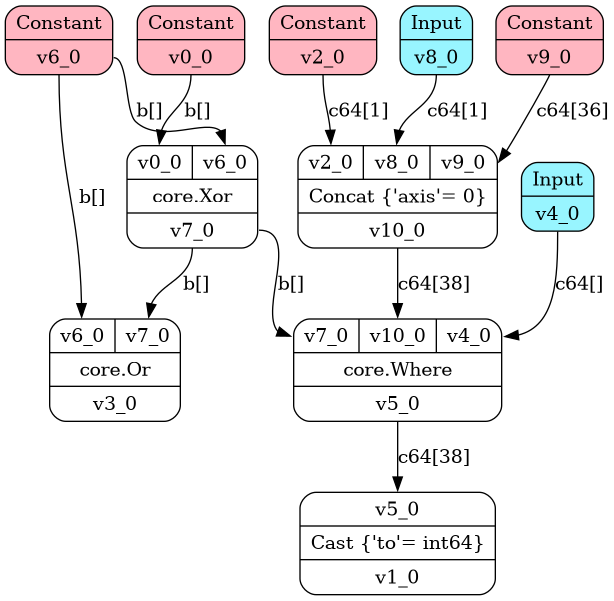 Constant
v6_0
Constant
v0_0
Constant
v2_0
Input
v8_0
Constant
v9_0
b[]
b[]
c64[1]
c64[1]
c64[36]
v0_0 v6_0
core.Xor
v7_0
v2_0 v8_0 v9_0
Concat {'axis'= 0}
v10_0
Input
v4_0
b[]
b[]
b[]
c64[38]
c64[]
v6_0 v7_0
core.Or
v3_0
v7_0 v10_0 v4_0
core.Where
v5_0
c64[38]
v5_0
Cast {'to'= int64}
v1_0